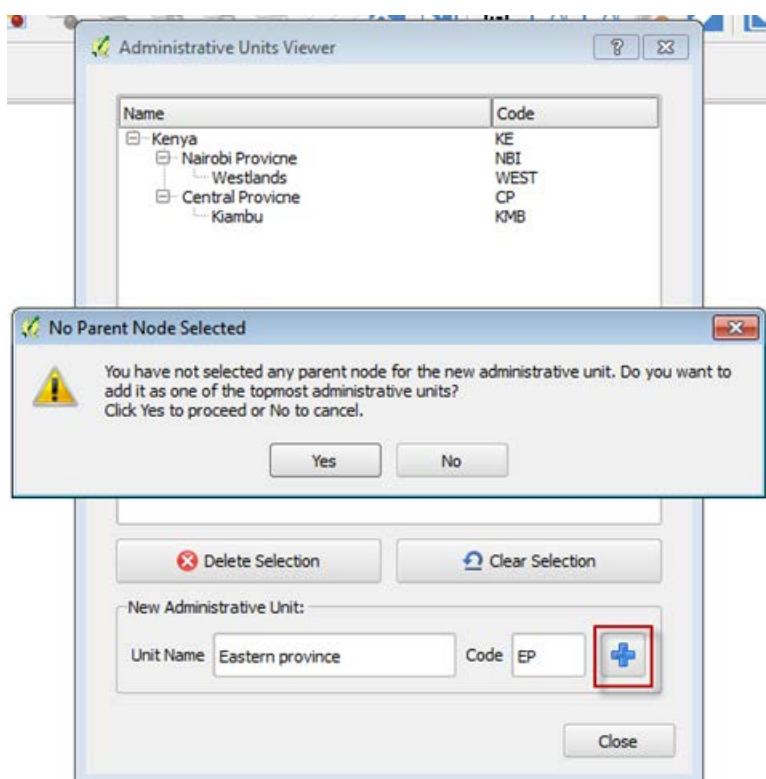 Administrative Units Viewer
Name Code
Kenya KE
Nairobi Provicne NBI
Westlands WEST
Central Provicne CP
Kiambu KMB
No Parent Node Selected
You have not selected any parent node for the new administrative unit. Do you want to
add it as one of the topmost administrative units?
Click Yes to proceed or No to cancel.
Yes No
Delete Selection Clear Selection
New Administrative Unit:
Unit Name Eastern province Code EP
Close